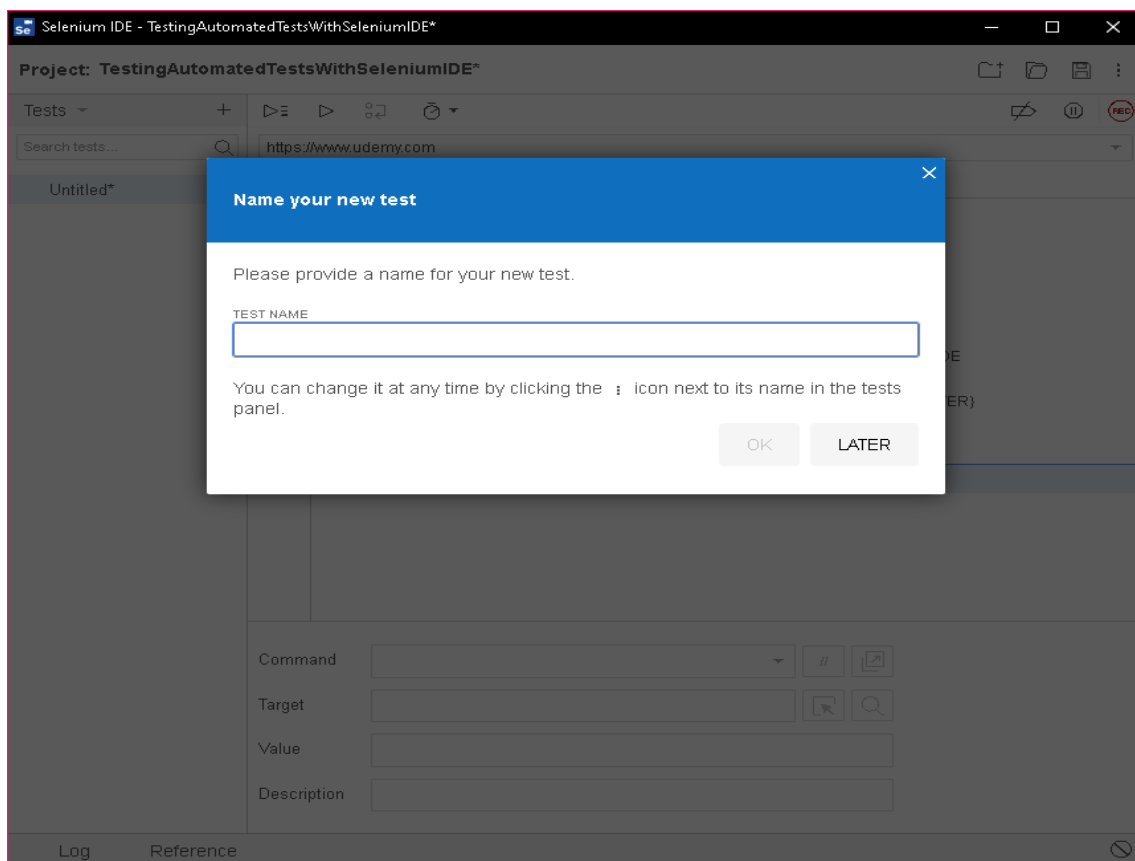 Se Selenium IDE - TestingAutomatedTestsWithSeleniumIDE*
Project: TestingAutomatedTestsWithSeleniumIDE*
Tests
REC
Search tests...
https://www.udemy.com
Untitled*
Name your new test
Please provide a name for your new test.
TEST NAME
You can change it at any time by clicking the ⋮ icon next to its name in the tests
panel.
OK LATER
DE
ER}
Command
//
Target
Value
Description
Log Reference